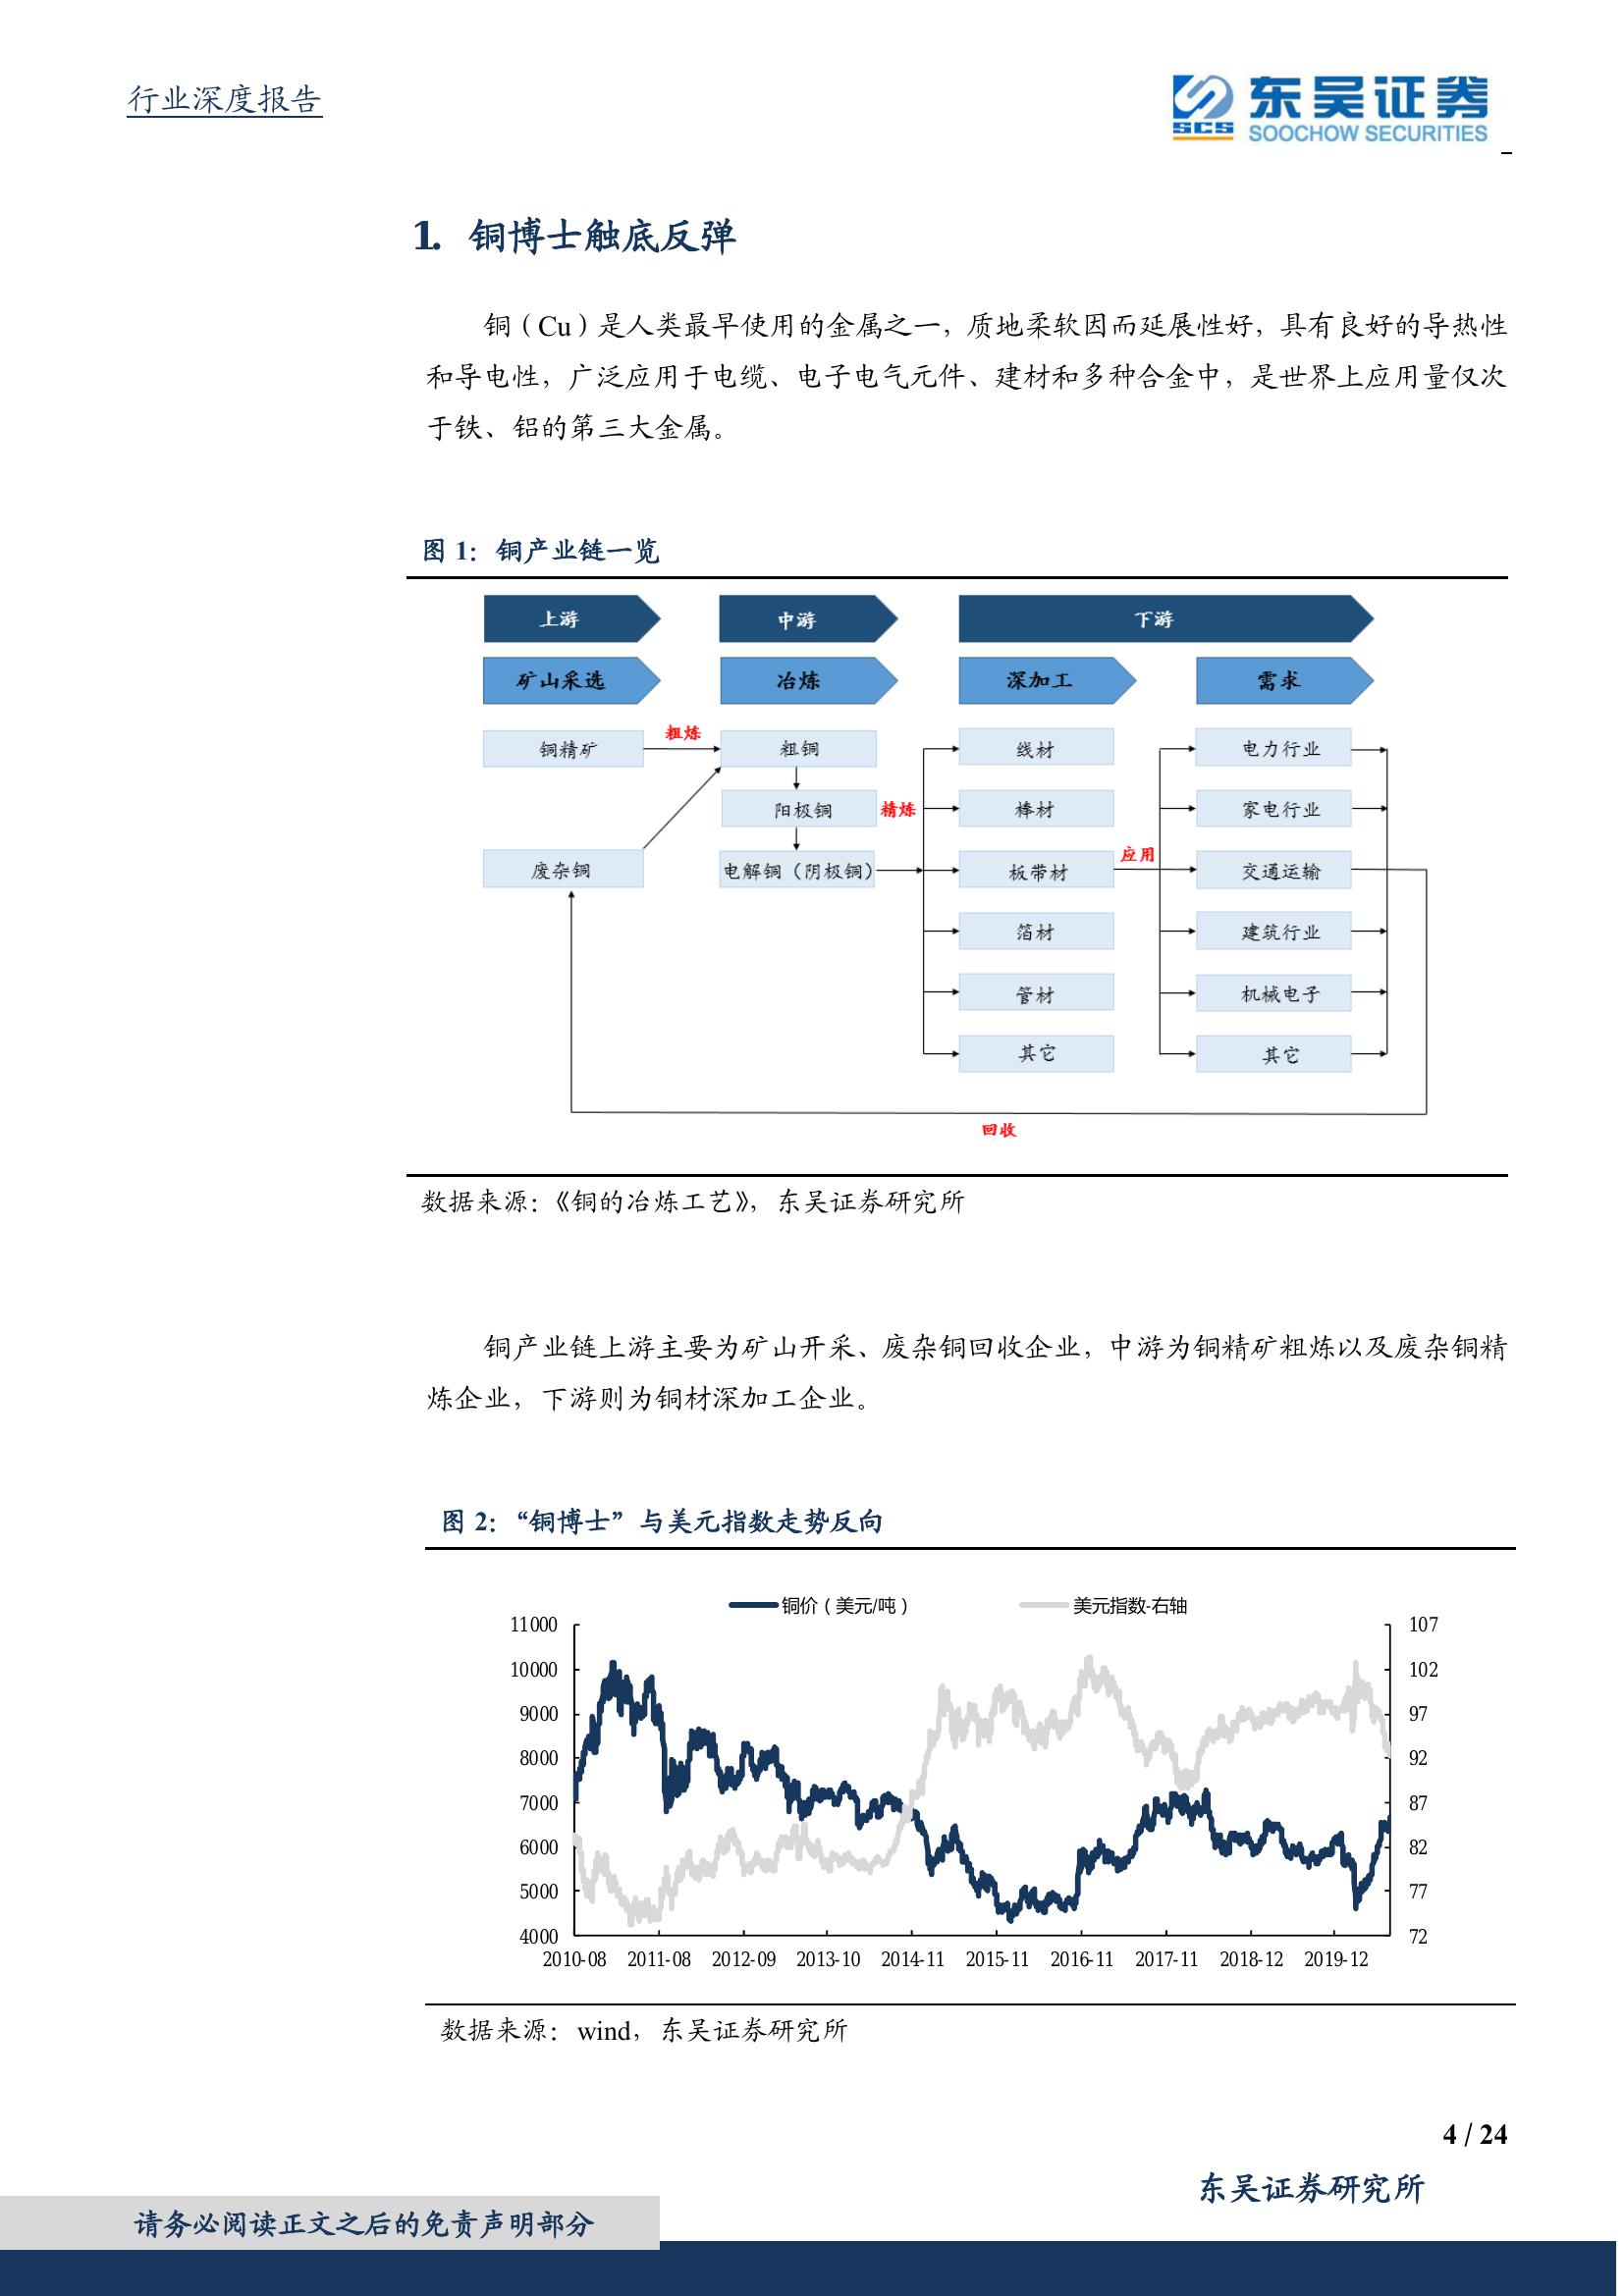 行业深度报告
SCS
东吴证券
SOOCHOW SECURITIES
1. 铜博士触底反弹
铜（Cu）是人类最早使用的金属之一，质地柔软因而延展性好，具有良好的导热性
和导电性，广泛应用于电缆、电子电气元件、建材和多种合金中，是世界上应用量仅次
于铁、铝的第三大金属。
图 1：铜产业链一览
上游 中游 下游
矿山采选 冶炼 深加工 需求
铜精矿 粗炼 粗铜 线材 电力行业
阳极铜 精炼 棒材 家电行业
废杂铜 电解铜（阴极铜） 板带材 应用 交通运输
箔材 建筑行业
管材 机械电子
其它 其它
回收
数据来源：《铜的冶炼工艺》，东吴证券研究所
铜产业链上游主要为矿山开采、废杂铜回收企业，中游为铜精矿粗炼以及废杂铜精
炼企业，下游则为铜材深加工企业。
图 2：“铜博士”与美元指数走势反向
铜价（美元/吨） 美元指数-右轴
11000 107
10000 102
9000 97
8000 92
7000 87
6000 82
5000 77
4000 72
2010-08 2011-08 2012-09 2013-10 2014-11 2015-11 2016-11 2017-11 2018-12 2019-12
数据来源：wind，东吴证券研究所
4 / 24
东吴证券研究所
请务必阅读正文之后的免责声明部分